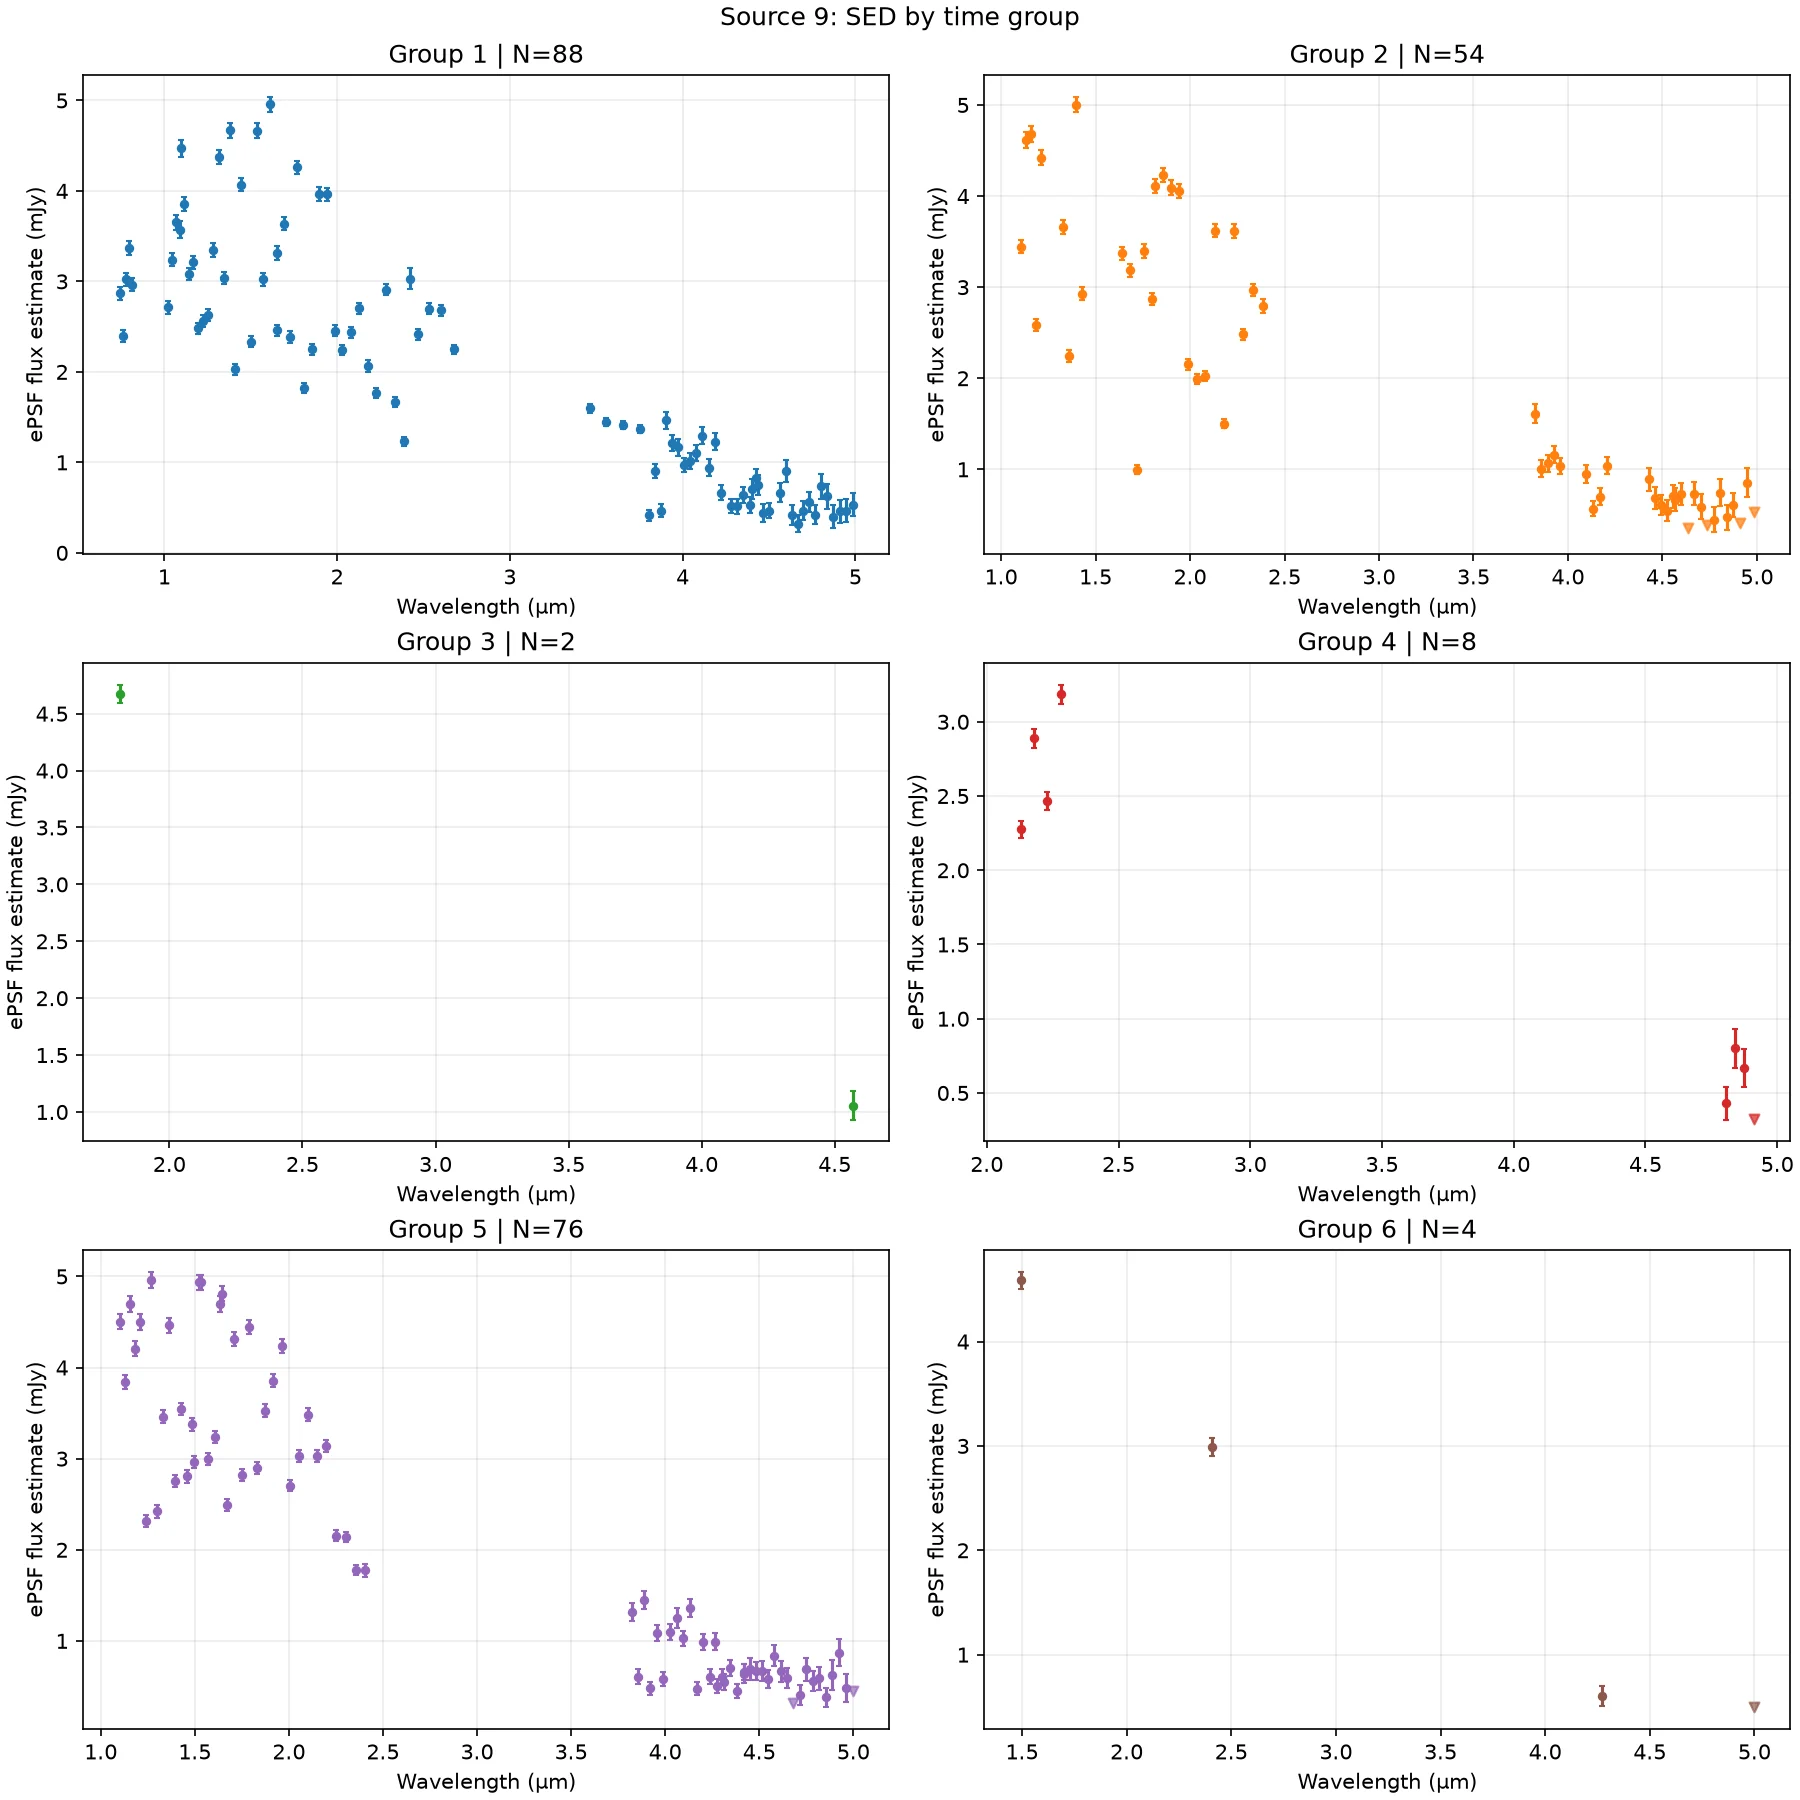 Source 9: SED by time group
Group 1 | N=88
ePSF flux estimate (mJy)
5
4
3
2
1
0
1 2 3 4 5
Wavelength (μm)
Group 2 | N=54
ePSF flux estimate (mJy)
5
4
3
2
1
1.0 1.5 2.0 2.5 3.0 3.5 4.0 4.5 5.0
Wavelength (μm)
Group 3 | N=2
ePSF flux estimate (mJy)
4.5
4.0
3.5
3.0
2.5
2.0
1.5
1.0
2.0 2.5 3.0 3.5 4.0 4.5
Wavelength (μm)
Group 4 | N=8
ePSF flux estimate (mJy)
3.0
2.5
2.0
1.5
1.0
0.5
2.0 2.5 3.0 3.5 4.0 4.5 5.0
Wavelength (μm)
Group 5 | N=76
ePSF flux estimate (mJy)
5
4
3
2
1
1.0 1.5 2.0 2.5 3.0 3.5 4.0 4.5 5.0
Wavelength (μm)
Group 6 | N=4
ePSF flux estimate (mJy)
4
3
2
1
1.5 2.0 2.5 3.0 3.5 4.0 4.5 5.0
Wavelength (μm)